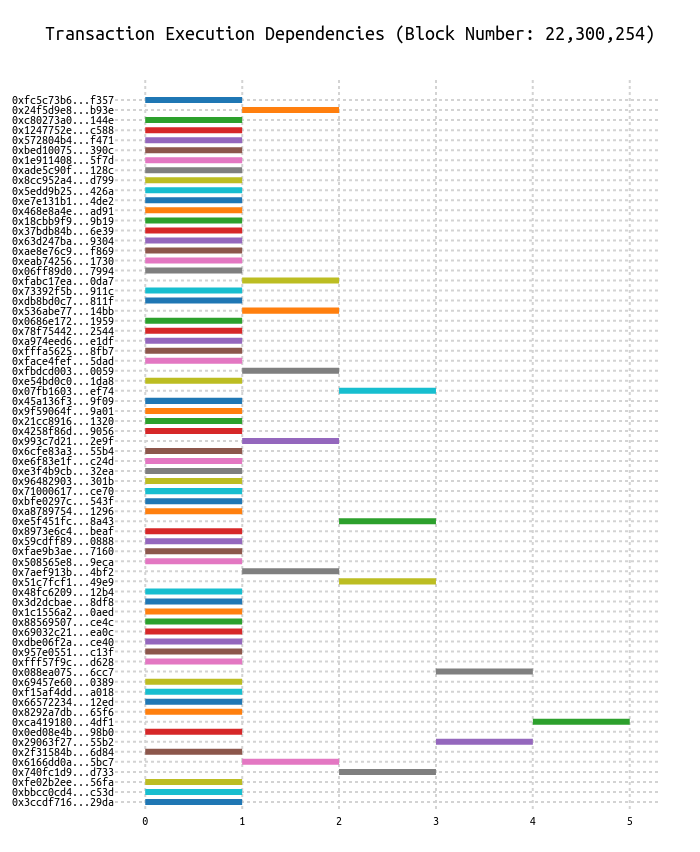 Transaction Execution Dependencies (Block Number: 22,300,254)
0xfc5c73b6...f357
0x24f5d9e8...b93e
0xc80273a0...144e
0x1247752e...c588
0x572804b4...f471
0xbed10075...390c
0x1e911408...5f7d
0xade5c90f...128c
0x8cc952a4...d799
0x5edd9b25...426a
0xe7e131b1...4de2
0x468e8a4e...ad91
0x18cbb9f9...9b19
0x37bdb84b...6e39
0x63d247ba...9304
0xae8e76c9...f869
0xeab74256...1730
0x06ff89d0...7994
0xfabc17ea...0da7
0x73392f5b...911c
0xdb8bd0c7...811f
0x536abe77...14bb
0x0686e172...1959
0x78f75442...2544
0xa974eed6...e1df
0xfffa5625...8fb7
0xface4fef...5dad
0xfbdcd003...0059
0xe54bd0c0...1da8
0x07fb1603...ef74
0x45a136f3...9f09
0x9f59064f...9a01
0x21cc8916...1320
0x4258f86d...9056
0x993c7d21...2e9f
0x6cfe83a3...55b4
0xe6f83e1f...c24d
0xe3f4b9cb...32ea
0x96482903...301b
0x71000617...ce70
0xbfe0297c...543f
0xa8789754...1296
0xe5f451fc...8a43
0x8973e6c4...beaf
0x59cdff89...0888
0xfae9b3ae...7160
0x508565e8...9eca
0x7aef913b...4bf2
0x51c7fcf1...49e9
0x48fc6209...12b4
0x3d2dcbae...8df8
0x1c1556a2...0aed
0x88569507...ce4c
0x69032c21...ea0c
0xdbe06f2a...ce40
0x957e0551...c13f
0xfff57f9c...d628
0x088ea075...6cc7
0x69457e60...0389
0xf15af4dd...a018
0x66572234...12ed
0x8292a7db...65f6
0xca419180...4df1
0x0ed08e4b...98b0
0x29063f27...55b2
0x2f31584b...6d84
0x6166dd0a...5bc7
0x740fc1d9...d733
0xfe02b2ee...56fa
0xbbcc0cd4...c53d
0x3ccdf716...29da
0 1 2 3 4 5